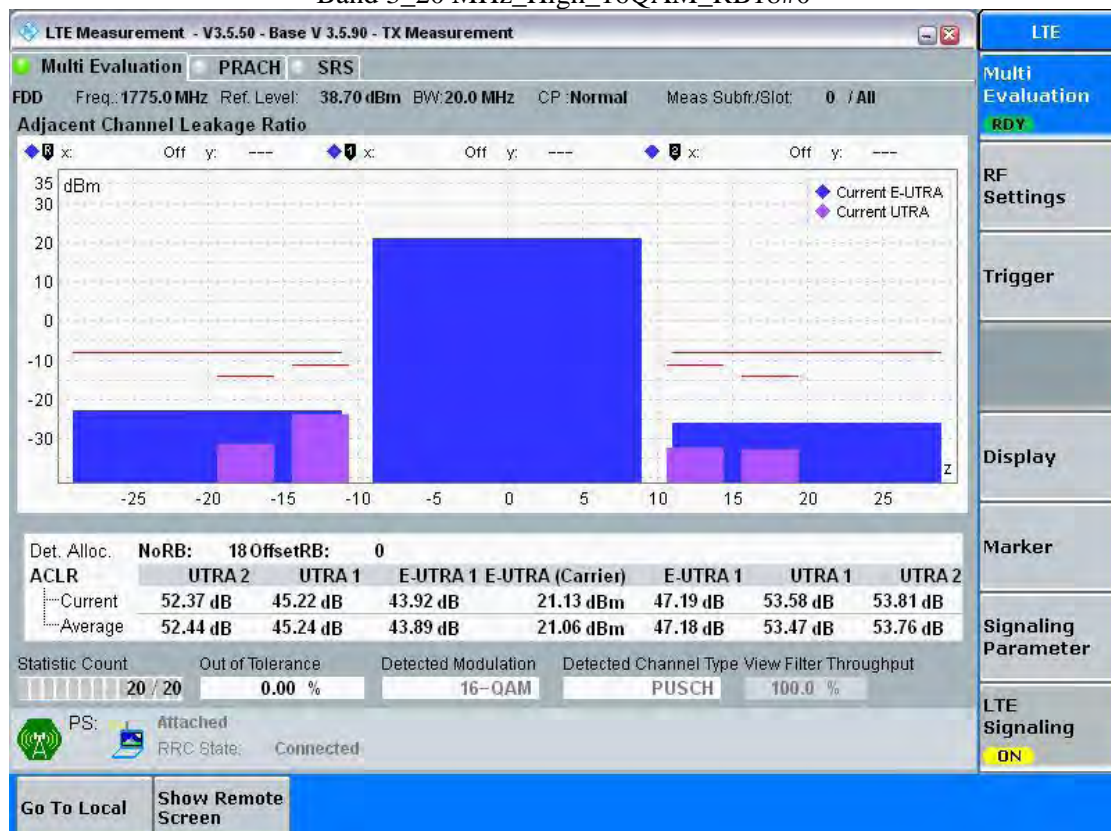 LTE Measurement - V3.5.50 - Base V 3.5.90 - TX Measurement
LTE
Multi Evaluation PRACH SRS
Multi
Evaluation
RDY
FDD Freq.: 1775.0 MHz Ref. Level: 38.70 dBm BW: 20.0 MHz CP : Normal Meas Subfr./Slot: 0 / All
Adjacent Channel Leakage Ratio
R x: Off y: --- 1 x: Off y: --- 2 x: Off y: ---
35 dBm
Current E-UTRA
Current UTRA
30
20
10
0
-10
-20
-30
z
-25 -20 -15 -10 -5 0 5 10 15 20 25
RF
Settings
Trigger
Display
Marker
Signaling
Parameter
LTE
Signaling
ON
Det. Alloc. NoRB: 18 OffsetRB: 0
ACLR UTRA 2 UTRA 1 E-UTRA 1 E-UTRA (Carrier) E-UTRA 1 UTRA 1 UTRA 2
Current 52.37 dB 45.22 dB 43.92 dB 21.13 dBm 47.19 dB 53.58 dB 53.81 dB
Average 52.44 dB 45.24 dB 43.89 dB 21.06 dBm 47.18 dB 53.47 dB 53.76 dB
Statistic Count Out of Tolerance Detected Modulation Detected Channel Type View Filter Throughput
20 / 20 0.00 % 16-QAM PUSCH 100.0 %
PS: Attached
RRC State: Connected
Go To Local
Show Remote
Screen